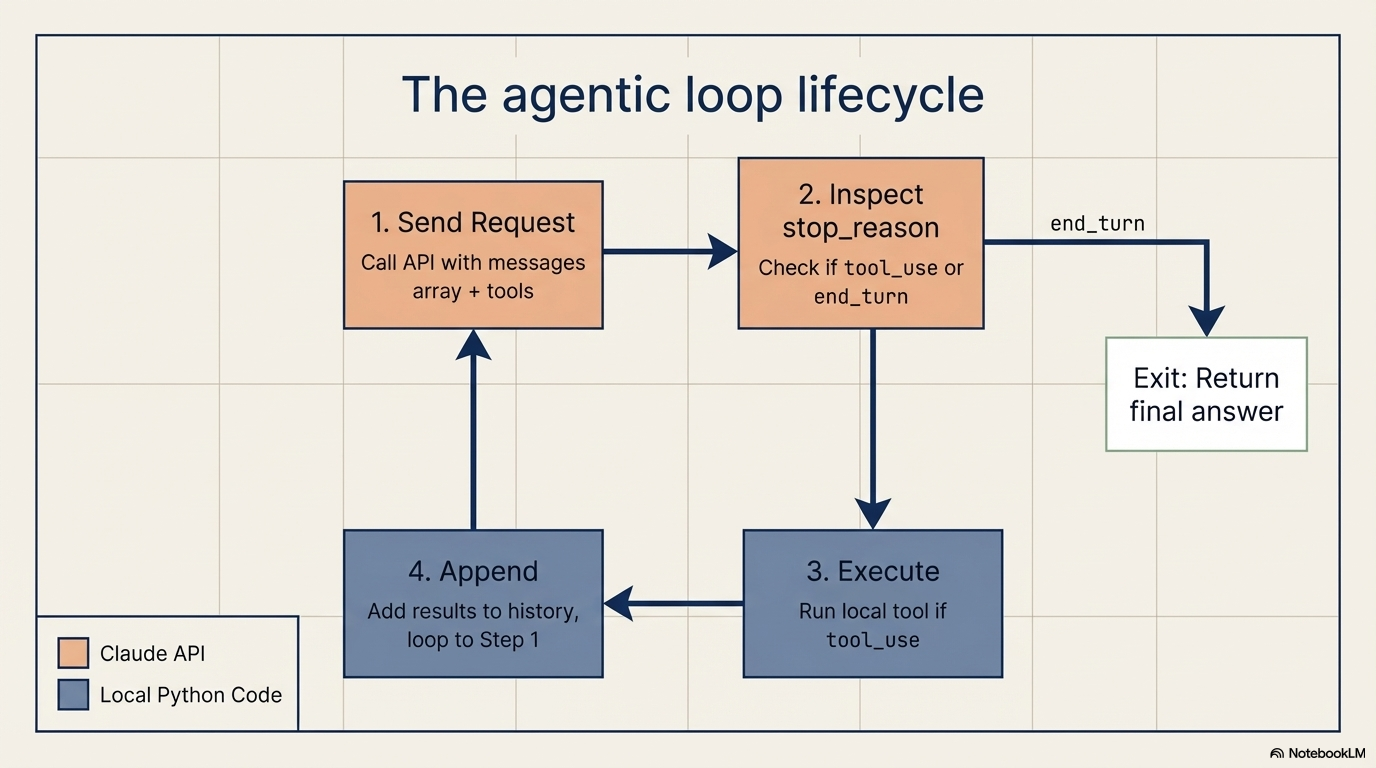 The agentic loop lifecycle
1. Send Request
Call API with messages
array + tools
2. Inspect
stop_reason
Check if tool_use or
end_turn
end_turn
Exit: Return
final answer
4. Append
Add results to history,
loop to Step 1
3. Execute
Run local tool if
tool_use
Claude API
Local Python Code
NotebookLM